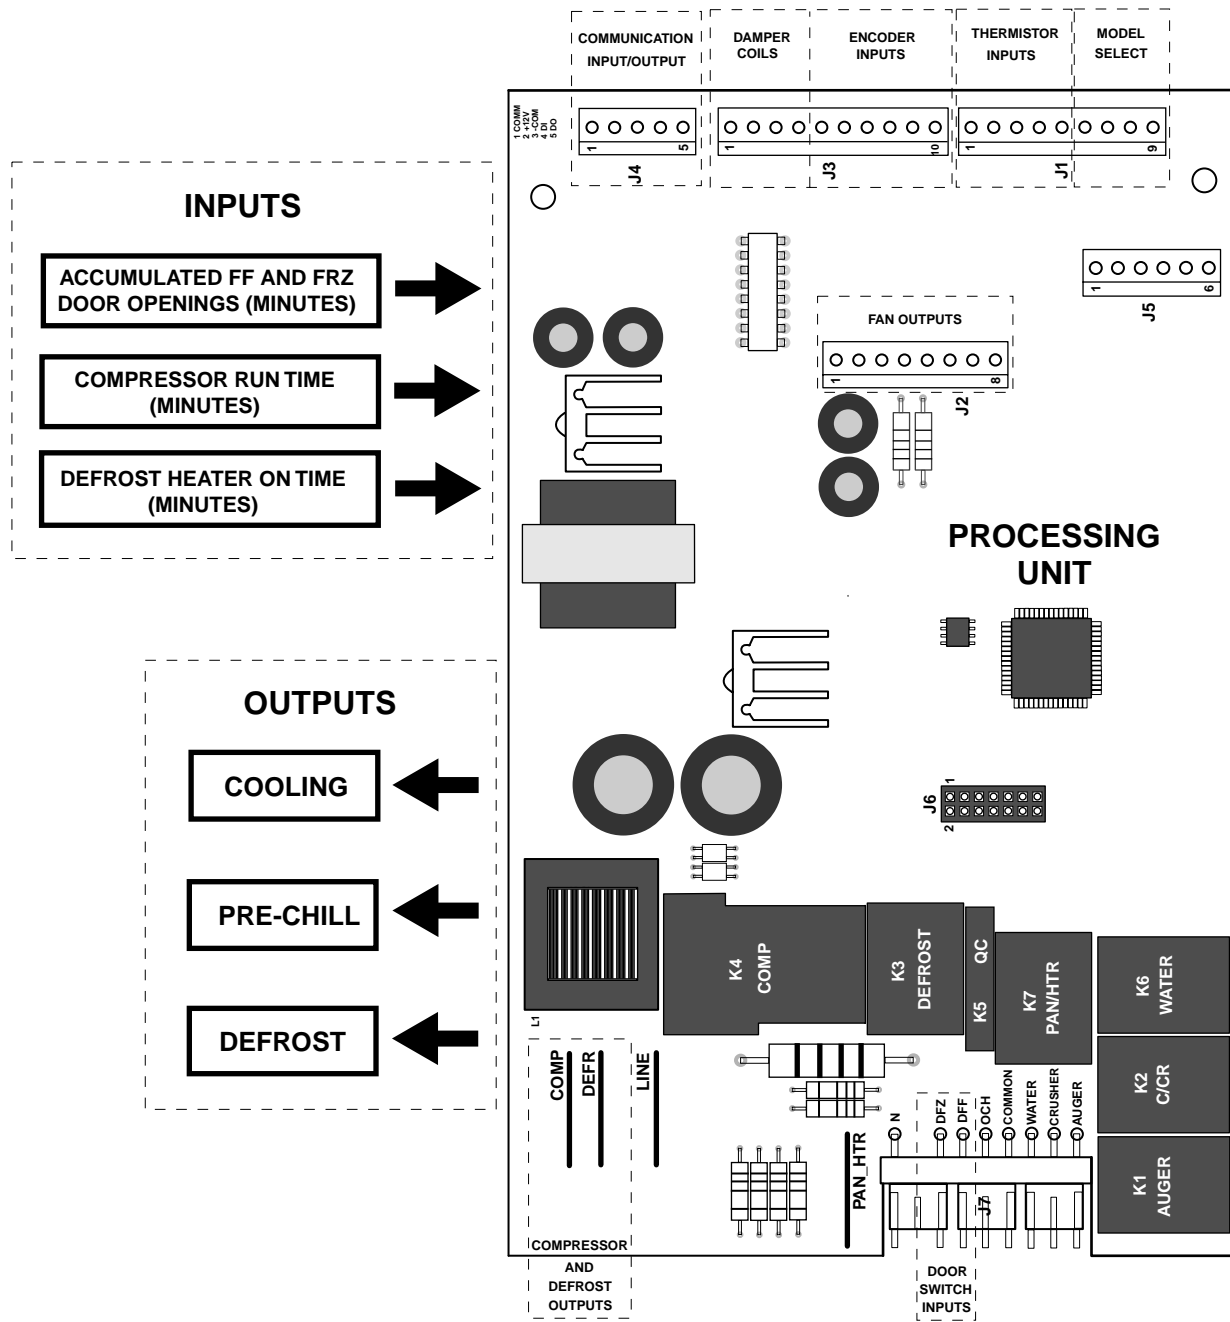 COMMUNICATION
INPUT/OUTPUT
DAMPER
COILS
ENCODER
INPUTS
THERMISTOR
INPUTS
MODEL
SELECT
1 COMM
2 +12V
3 -COM
4 DI
5 DO
1
5
J4
1
10
J3
1
9
J1
INPUTS
ACCUMULATED FF AND FRZ
DOOR OPENINGS (MINUTES)
COMPRESSOR RUN TIME
(MINUTES)
DEFROST HEATER ON TIME
(MINUTES)
1
6
J5
FAN OUTPUTS
1
8
J2
PROCESSING
UNIT
OUTPUTS
COOLING
PRE-CHILL
DEFROST
J6
1
2
L1
K4
COMP
K3
DEFROST
K5 QC
K7
PAN/HTR
K6
WATER
K2
C/CR
K1
AUGER
COMP
DEFR
LINE
PAN_HTR
N
DFZ
DFF
OCH
COMMON
WATER
CRUSHER
AUGER
J7
COMPRESSOR
AND
DEFROST
OUTPUTS
DOOR
SWITCH
INPUTS